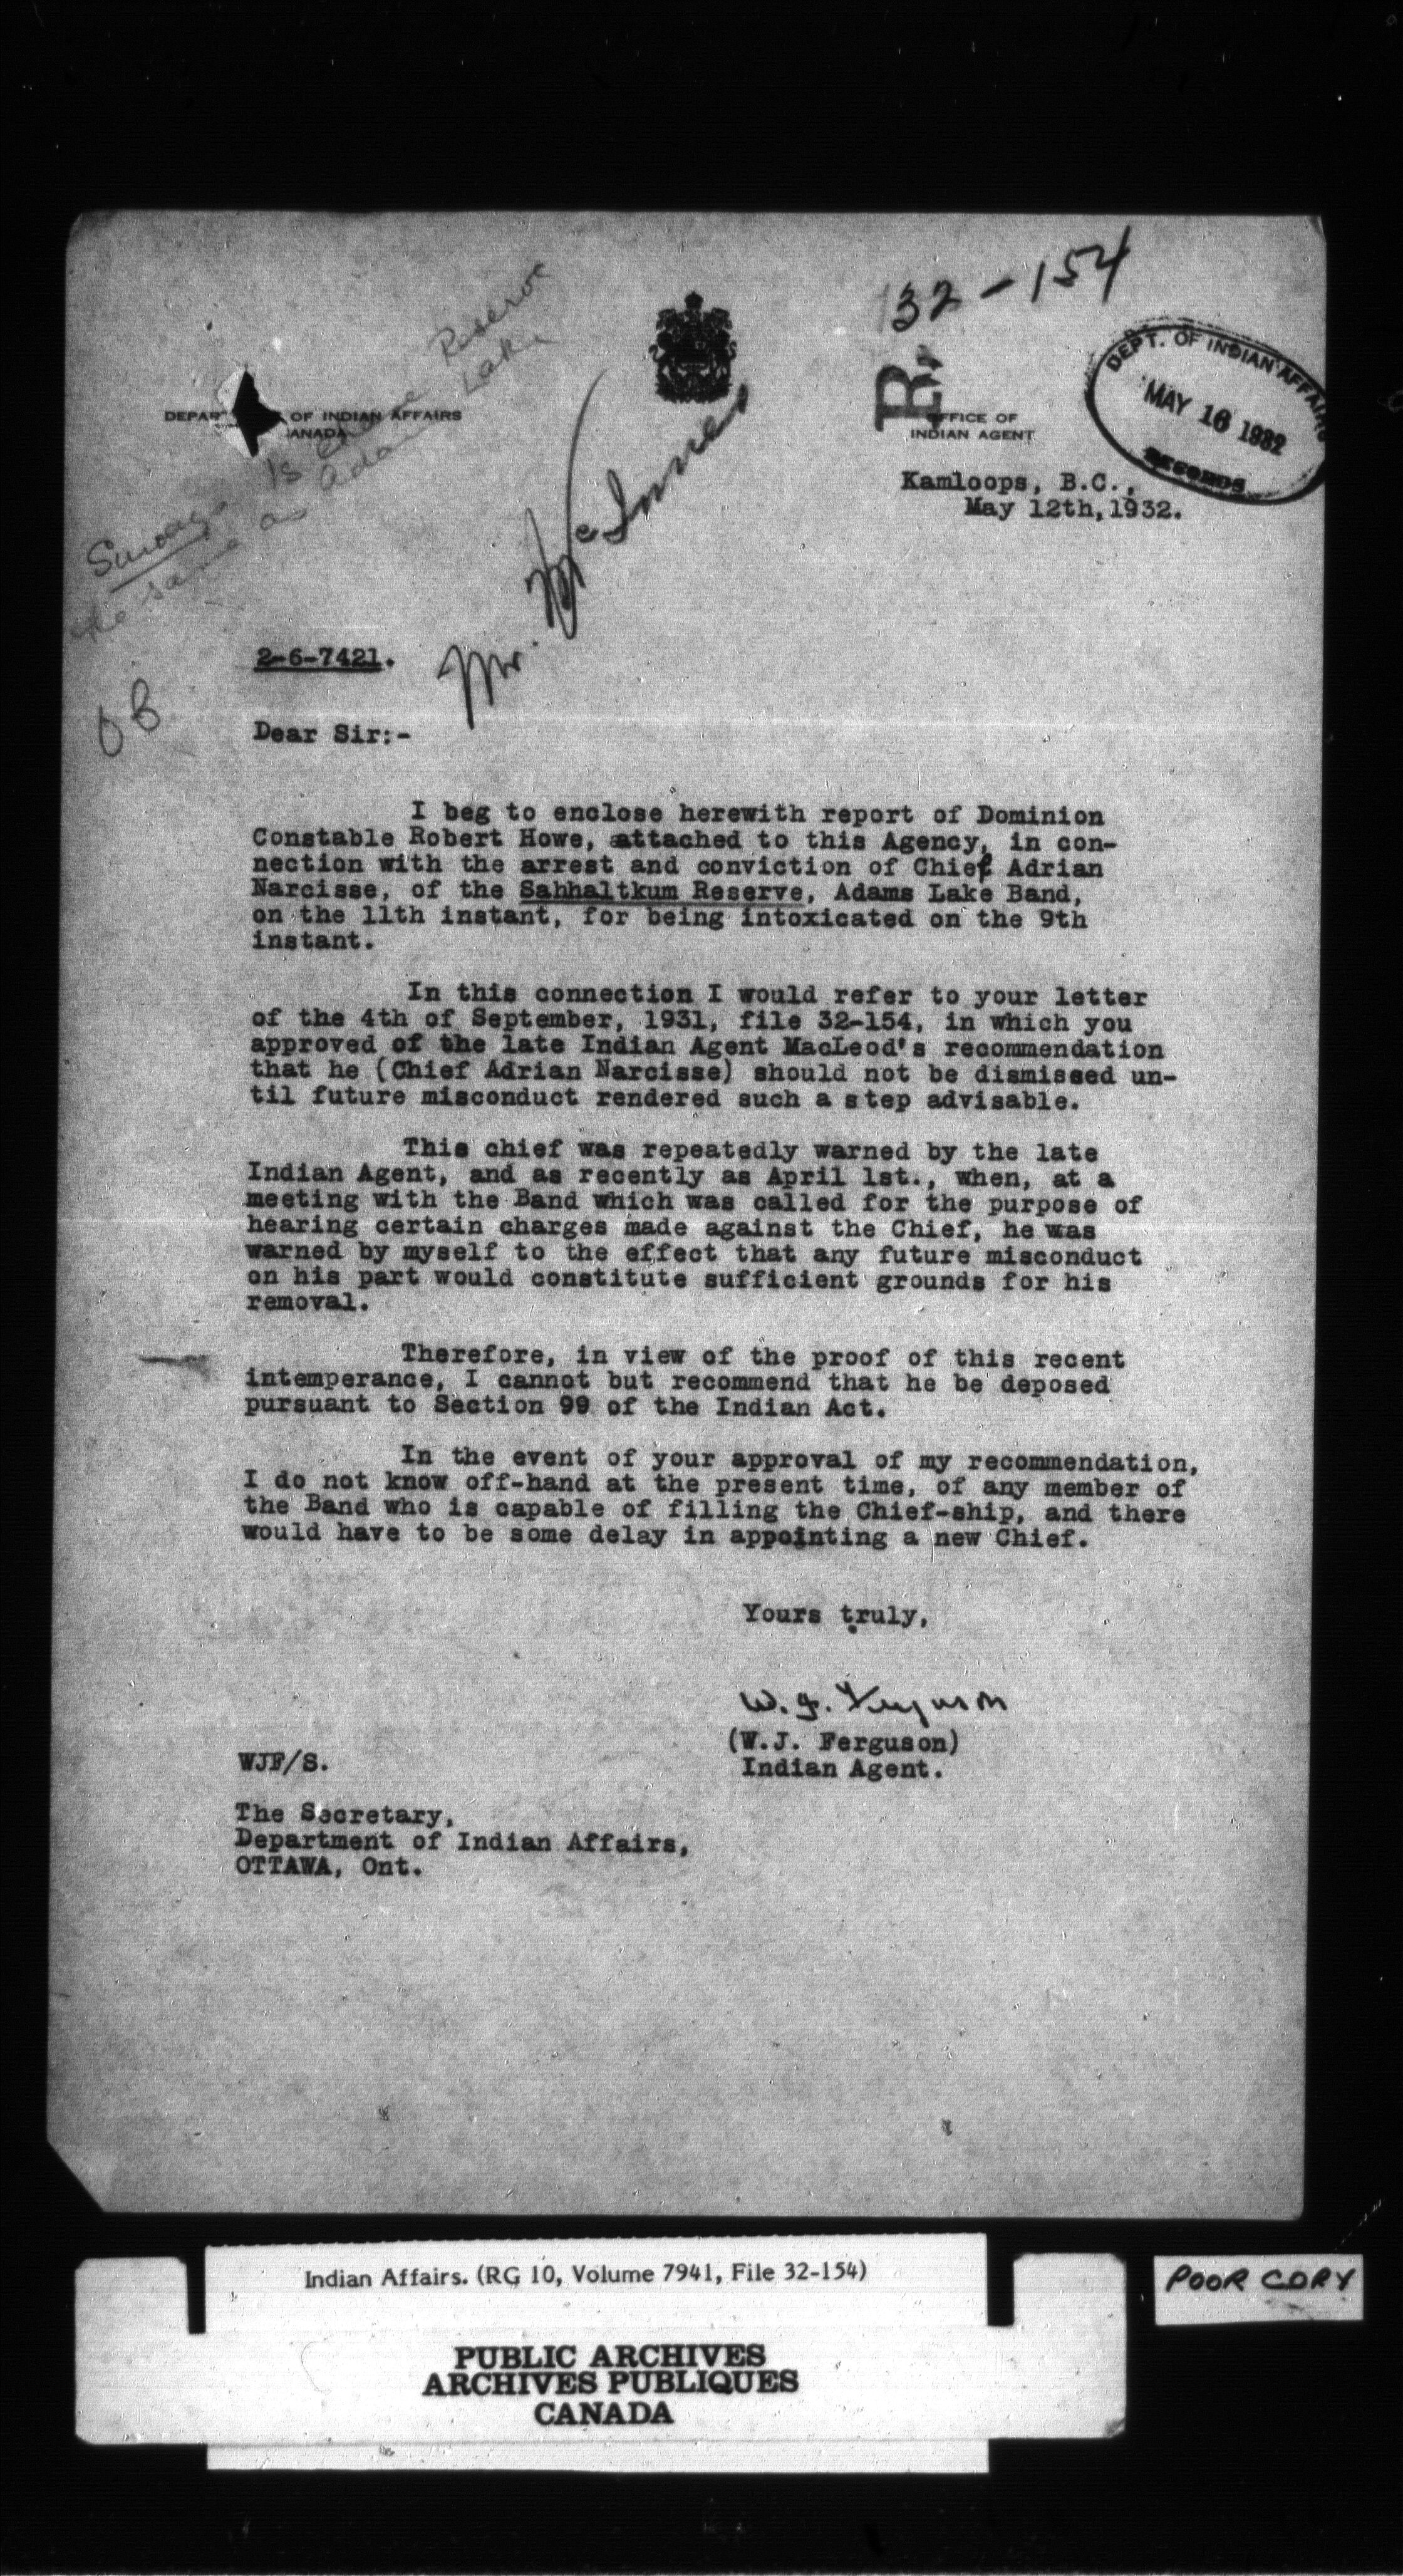 32-154
DEPAR OF INDIAN AFFAIRS
CANADA
R.
OFFICE OF
INDIAN AGENT
DEPT. OF INDIAN AFFAIRS
MAY 16 1932
RECORDS
Kamloops, B.C.,
May 12th, 1932.
is Reserve
the same as Adams Lake
Mr. McInnes
2-6-7421.
Dear Sir:-
I beg to enclose herewith report of Dominion
Constable Robert Howe, attached to this Agency, in con-
nection with the arrest and conviction of Chief Adrian
Narcisse, of the Sahhaltkum Reserve, Adams Lake Band,
on the 11th instant, for being intoxicated on the 9th
instant.
In this connection I would refer to your letter
of the 4th of September, 1931, file 32-154, in which you
approved of the late Indian Agent MacLeod's recommendation
that he (Chief Adrian Narcisse) should not be dismissed un-
til future misconduct rendered such a step advisable.
This chief was repeatedly warned by the late
Indian Agent, and as recently as April 1st., when, at a
meeting with the Band which was called for the purpose of
hearing certain charges made against the Chief, he was
warned by myself to the effect that any future misconduct
on his part would constitute sufficient grounds for his
removal.
Therefore, in view of the proof of this recent
intemperance, I cannot but recommend that he be deposed
pursuant to Section 99 of the Indian Act.
In the event of your approval of my recommendation,
I do not know off-hand at the present time, of any member of
the Band who is capable of filling the Chief-ship, and there
would have to be some delay in appointing a new Chief.
Yours truly,
W. J. Ferguson
(W.J. Ferguson)
Indian Agent.
WJF/S.
The Secretary,
Department of Indian Affairs,
OTTAWA, Ont.
Indian Affairs. (RG 10, Volume 7941, File 32-154)
POOR COPY
PUBLIC ARCHIVES
ARCHIVES PUBLIQUES
CANADA